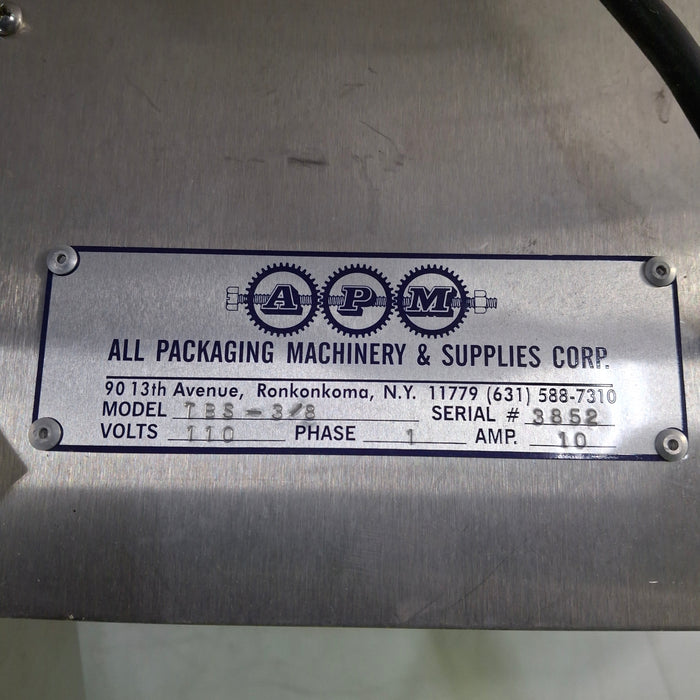 APM
ALL PACKAGING MACHINERY & SUPPLIES CORP.
90 13th Avenue, Ronkonkoma, N.Y. 11779 (631) 588-7310
MODEL TBS-3/8 SERIAL # 3852
VOLTS 110 PHASE 1 AMP. 10